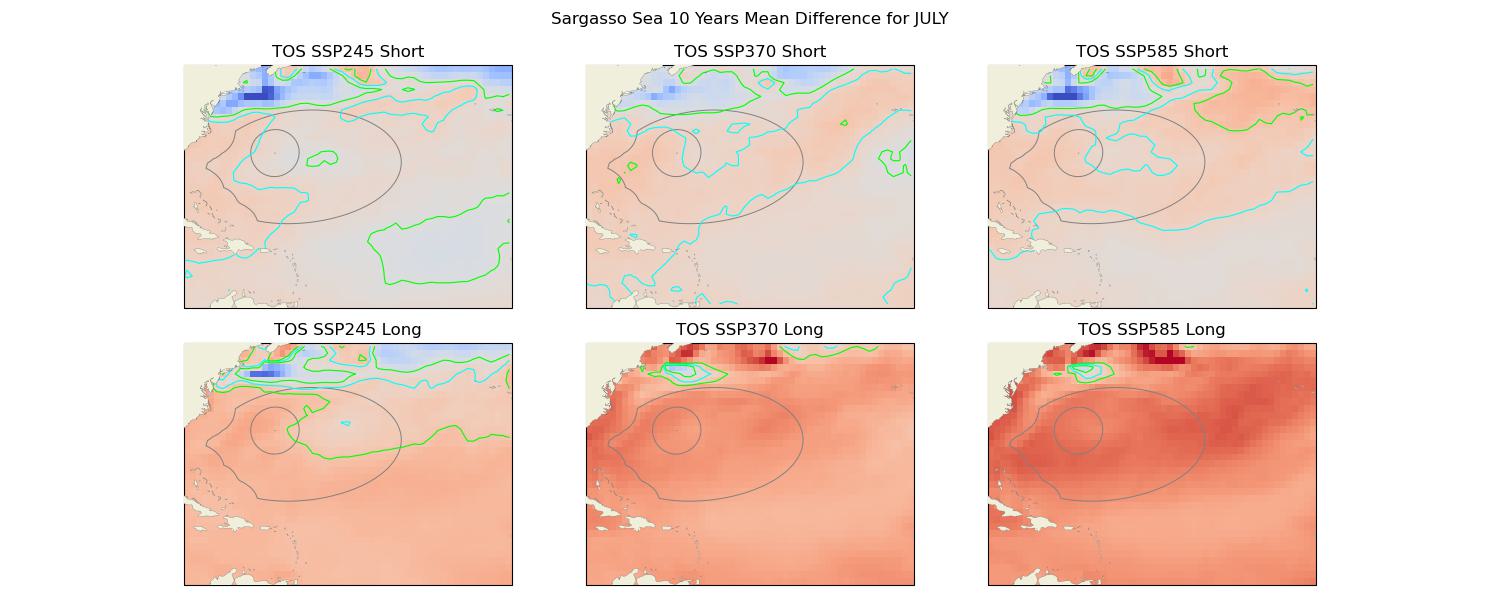 Sargasso Sea 10 Years Mean Difference for JULY
TOS SSP245 Short
TOS SSP370 Short
TOS SSP585 Short
TOS SSP245 Long
TOS SSP370 Long
TOS SSP585 Long